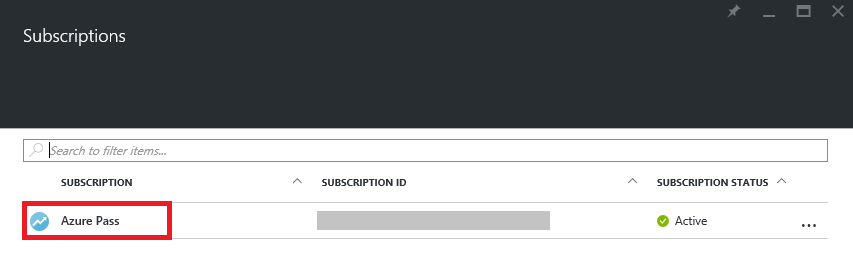 Subscriptions
Search to filter items...
SUBSCRIPTION SUBSCRIPTION ID SUBSCRIPTION STATUS
Azure Pass Active ...